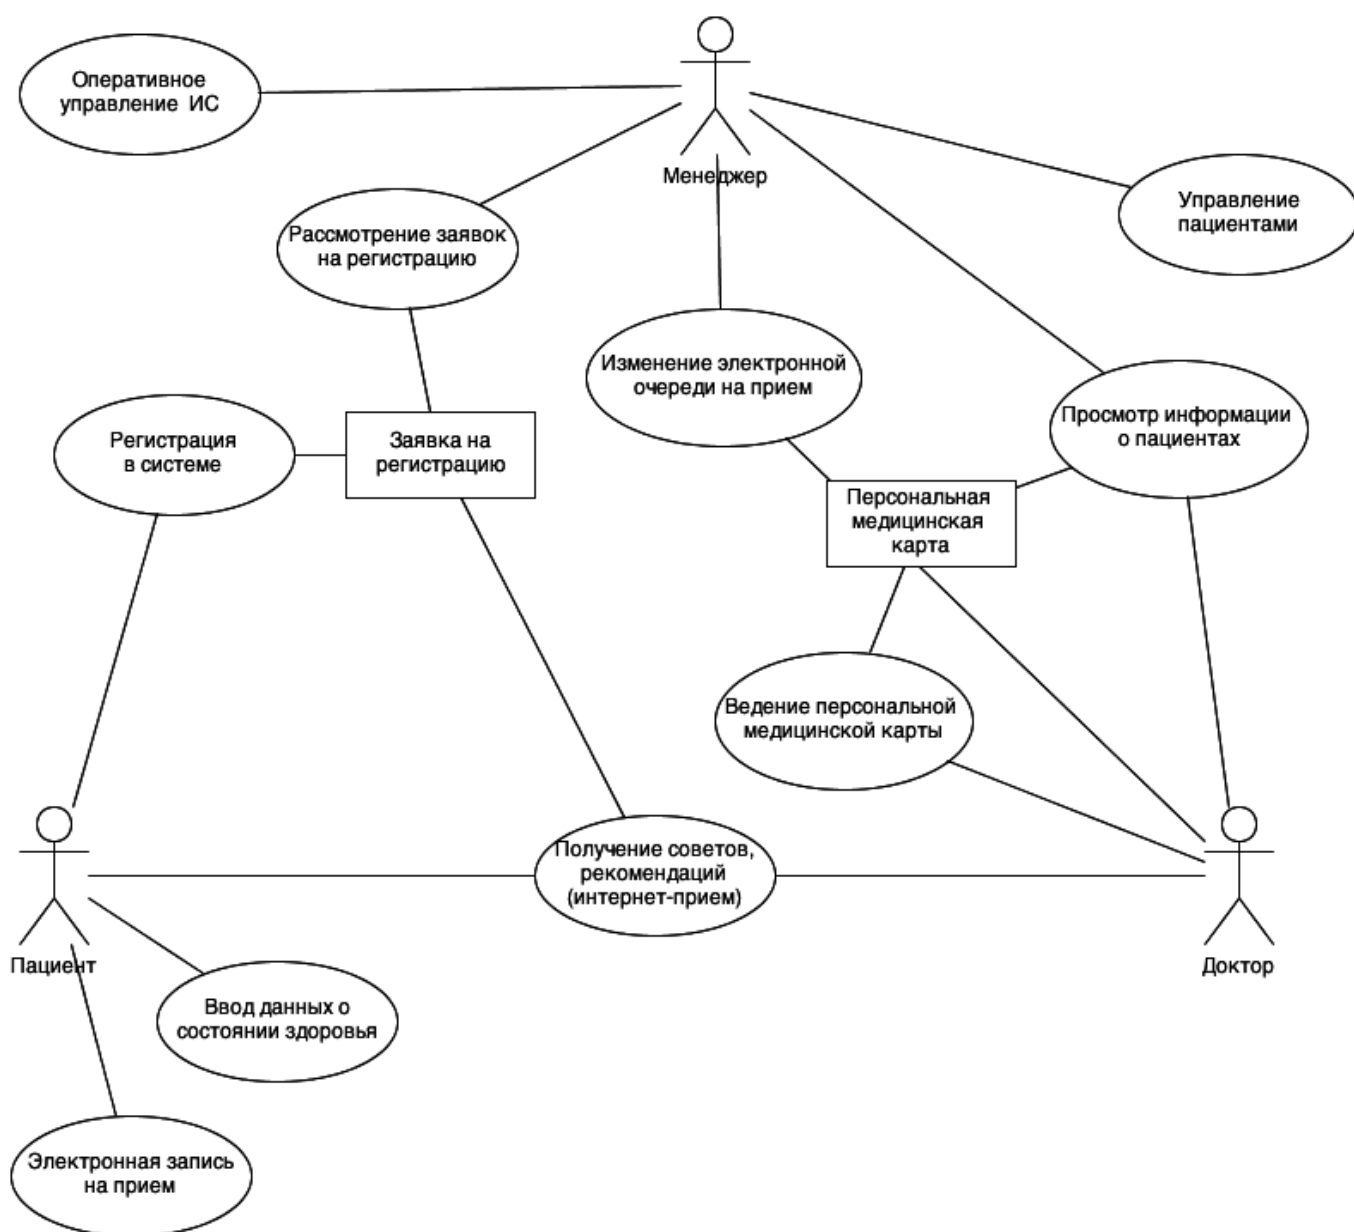 Оперативное
управление  ИС
Менеджер
Управление
пациентами
Рассмотрение заявок
на регистрацию
Изменение электронной
очереди на прием
Просмотр информации
о пациентах
Регистрация
в системе
Заявка на
регистрацию
Персональная
медицинская
карта
Ведение персональной
медицинской карты
Получение советов,
рекомендаций
(интернет-прием)
Пациент
Доктор
Ввод данных о
состоянии здоровья
Электронная запись
на прием